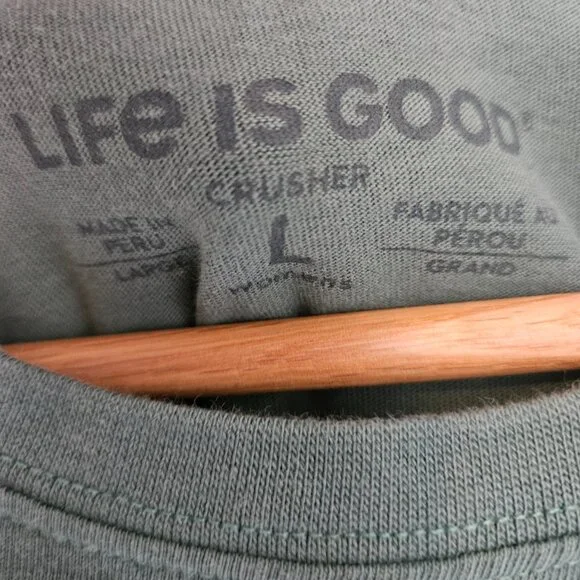 LIFe IS GOOD®
CRUSHER
MADE IN
PERU
LARGE
L
womens
FABRIQUÉ AU
PÉROU
GRAND